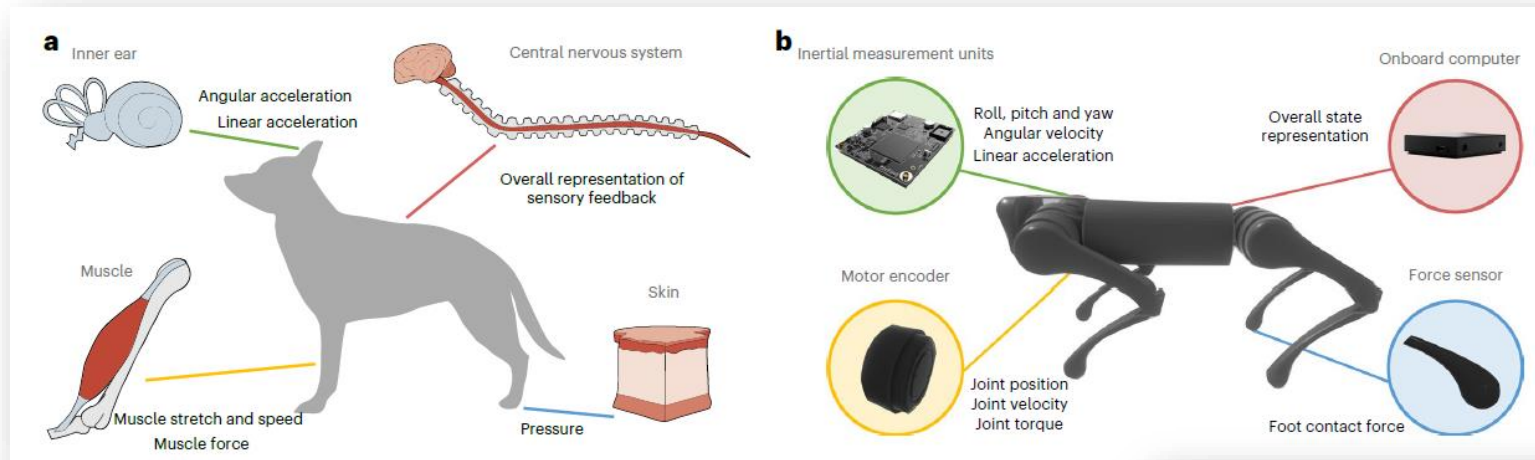 a
Inner ear
Angular acceleration
Linear acceleration
Central nervous system
Overall representation of
sensory feedback
Muscle
Muscle stretch and speed
Muscle force
Skin
Pressure
b
Inertial measurement units
Roll, pitch and yaw
Angular velocity
Linear acceleration
Onboard computer
Overall state
representation
Motor encoder
Joint position
Joint velocity
Joint torque
Force sensor
Foot contact force